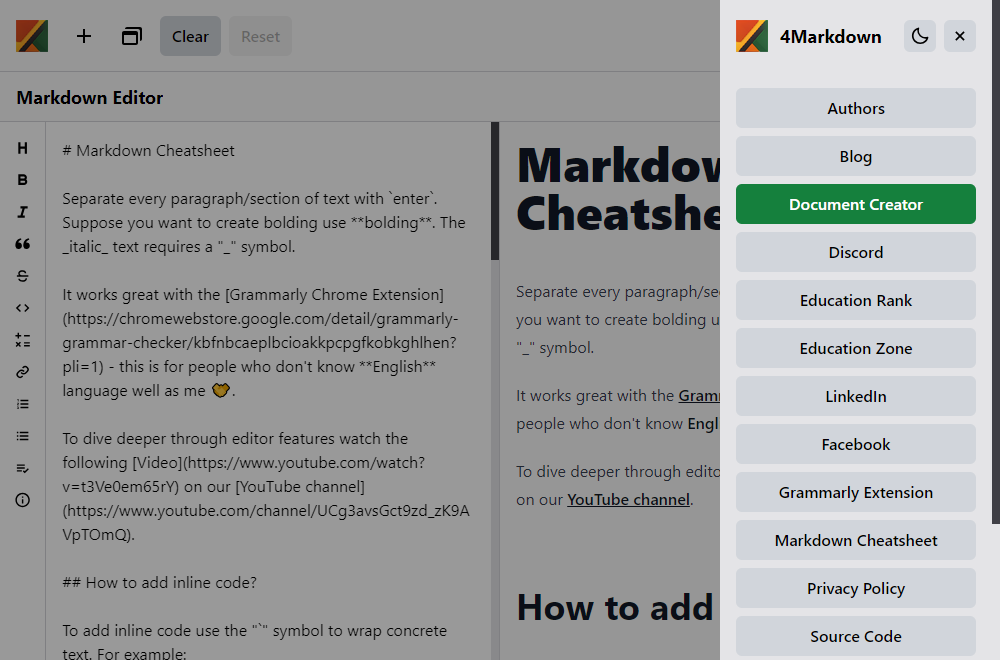 Clear
Reset
4Markdown
Markdown Editor
# Markdown Cheatsheet
Separate every paragraph/section of text with `enter`.
Suppose you want to create bolding use **bolding**. The
_italic_ text requires a "_" symbol.
It works great with the [Grammarly Chrome Extension]
(https://chromewebstore.google.com/detail/grammarly-
grammar-checker/kbfnbcaeplbcioakkpcpgfkobkghlhen?
pli=1) - this is for people who don't know **English**
language well as me 🤝.
To dive deeper through editor features watch the
following [Video](https://www.youtube.com/watch?
v=t3Ve0em65rY) on our [YouTube channel]
(https://www.youtube.com/channel/UCg3avsGct9zd_zK9A
VpTOmQ).
## How to add inline code?
To add inline code use the "`" symbol to wrap concrete
text. For example:
Markdow
Cheatshe
Separate every paragraph/se
you want to create bolding u
"_" symbol.
It works great with the Gramr
people who don't know Engl
To dive deeper through edito
on our YouTube channel.
How to add
Authors
Blog
Document Creator
Discord
Education Rank
Education Zone
LinkedIn
Facebook
Grammarly Extension
Markdown Cheatsheet
Privacy Policy
Source Code